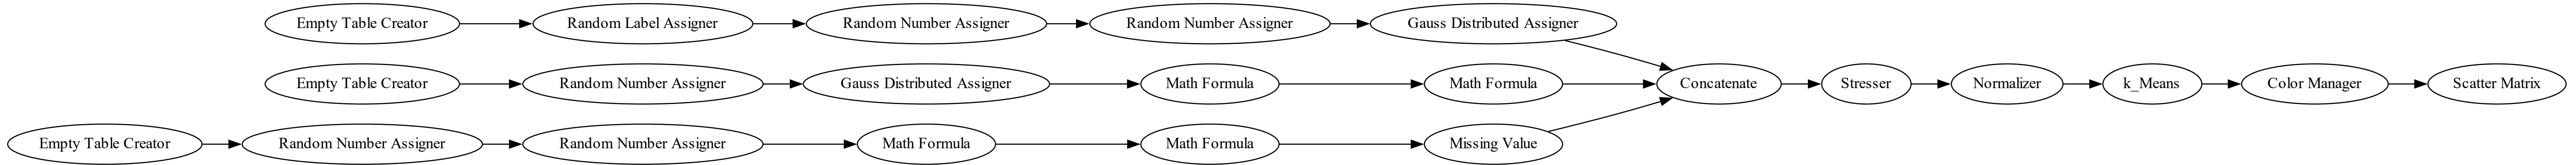 Empty Table Creator
Random Label Assigner
Random Number Assigner
Random Number Assigner
Gauss Distributed Assigner
Empty Table Creator
Random Number Assigner
Gauss Distributed Assigner
Math Formula
Math Formula
Concatenate
Stresser
Normalizer
k_Means
Color Manager
Scatter Matrix
Empty Table Creator
Random Number Assigner
Random Number Assigner
Math Formula
Math Formula
Missing Value